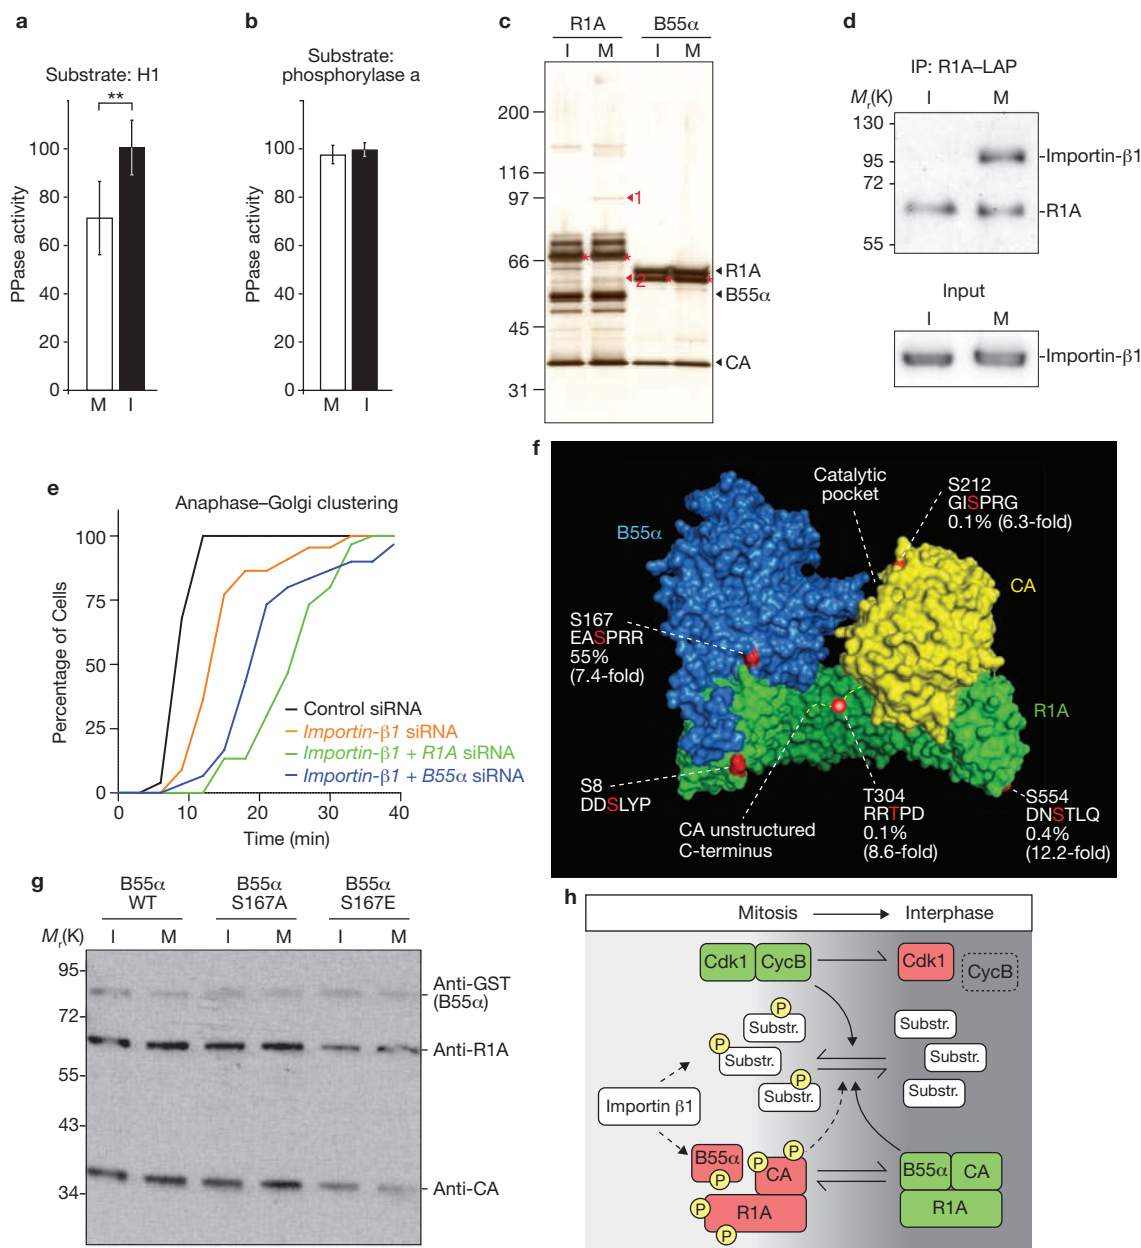 a
Substrate: H1
**
PPase activity
100
80
60
40
20
0
M I
b
Substrate:
phosphorylase a
PPase activity
100
80
60
40
20
0
M I
c
R1A B55α
I M I M
200
116
97
66
45
31
1
*
*
2
*
*
R1A
B55α
CA
d
IP: R1A–LAP
Mr(K) I M
130
95
72
55
Importin-β1
R1A
Input
I M
Importin-β1
e
Anaphase–Golgi clustering
Percentage of Cells
100
75
50
25
0
0 10 20 30 40
Time (min)
Control siRNA
Importin-β1 siRNA
Importin-β1 + R1A siRNA
Importin-β1 + B55α siRNA
f
Catalytic
pocket
S212
GISPRG
0.1% (6.3-fold)
B55α
CA
S167
EASPRR
55%
(7.4-fold)
R1A
S8
DDSLYP
CA unstructured
C-terminus
T304
RRTPD
0.1%
(8.6-fold)
S554
DNSTLQ
0.4%
(12.2-fold)
g
B55α
WT
B55α
S167A
B55α
S167E
Mr(K) I M I M I M
95
72
55
43
34
Anti-GST
(B55α)
Anti-R1A
Anti-CA
h
Mitosis Interphase
Cdk1 CycB
Cdk1 CycB
P
Substr.
P
Substr.
P
Substr.
Substr.
Substr.
Substr.
Importin β1
B55α
P
P
P
CA
P
P
R1A
B55α CA
R1A